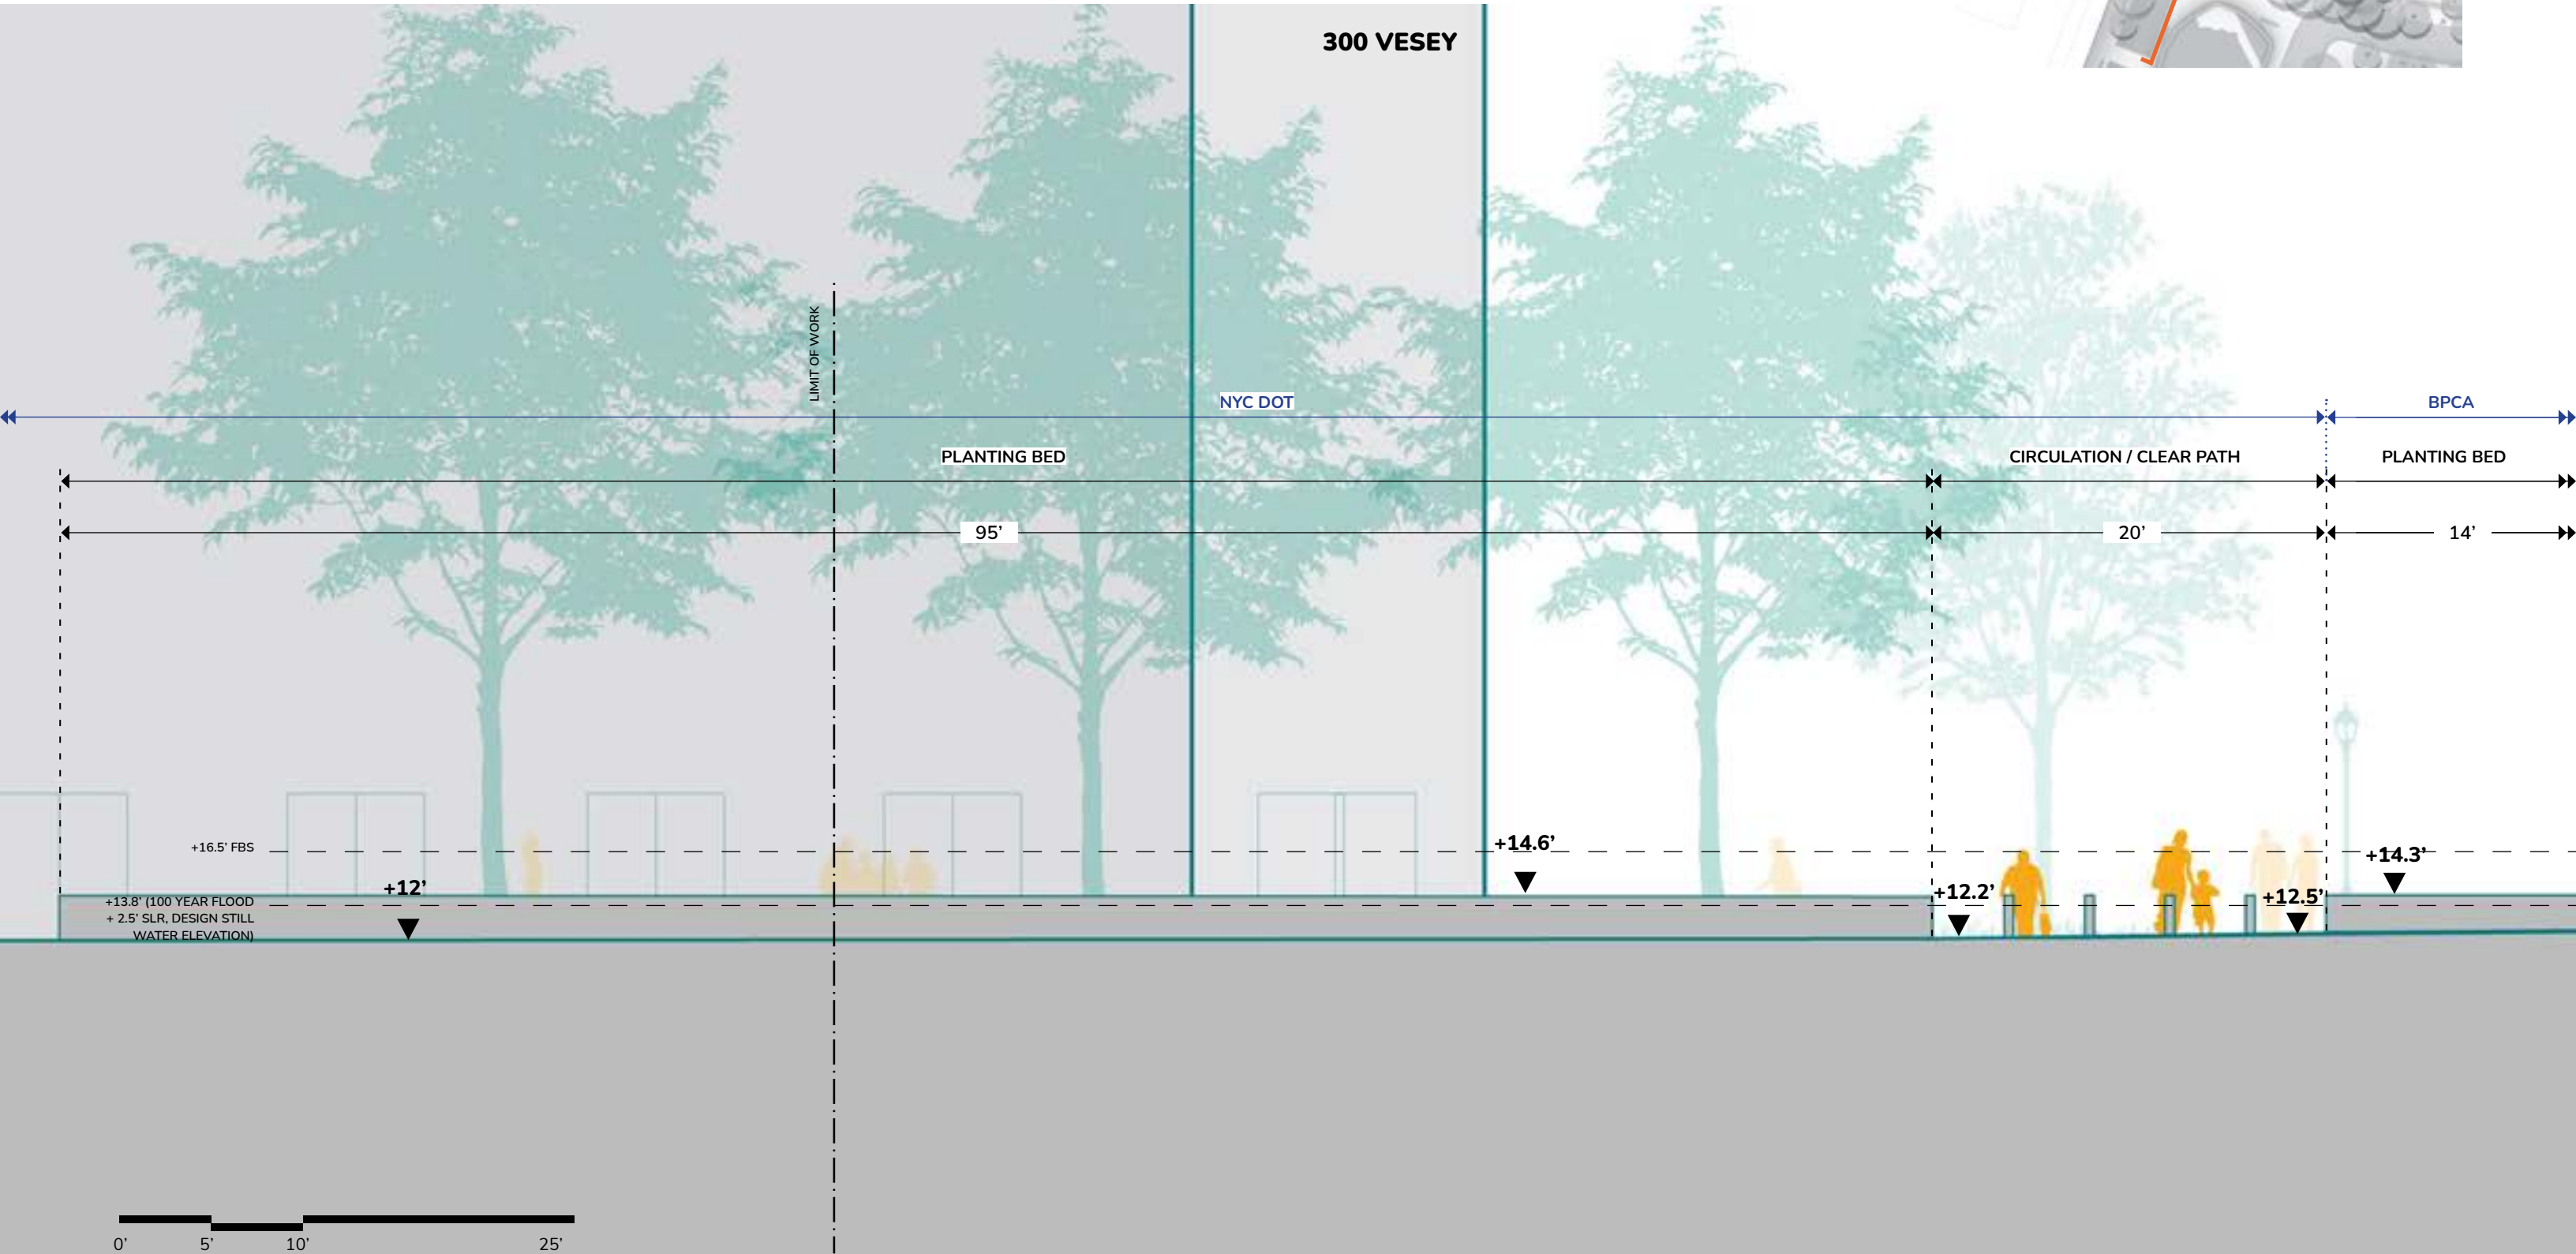 300 VESEY
LIMIT OF WORK
NYC DOT
BPCA
PLANTING BED
CIRCULATION / CLEAR PATH
PLANTING BED
95’
20’
14’
+16.5’ FBS
+14.6’
+14.3’
+12’
+12.2’
+12.5’
+13.8’ (100 YEAR FLOOD
+ 2.5’ SLR, DESIGN STILL
WATER ELEVATION)
0’
5’
10’
25’